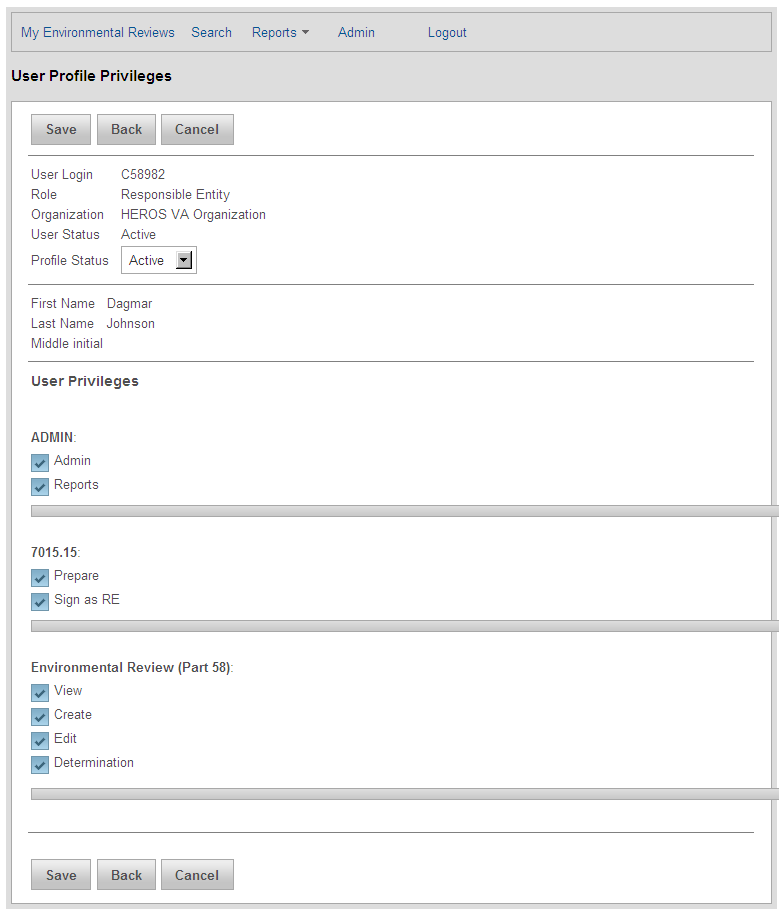 My Environmental Reviews Search Reports Admin Logout
User Profile Privileges
Save Back Cancel
User Login C58982
Role Responsible Entity
Organization HEROS VA Organization
User Status Active
Profile Status Active
First Name Dagmar
Last Name Johnson
Middle initial
User Privileges
ADMIN:
Admin
Reports
7015.15:
Prepare
Sign as RE
Environmental Review (Part 58):
View
Create
Edit
Determination
Save Back Cancel